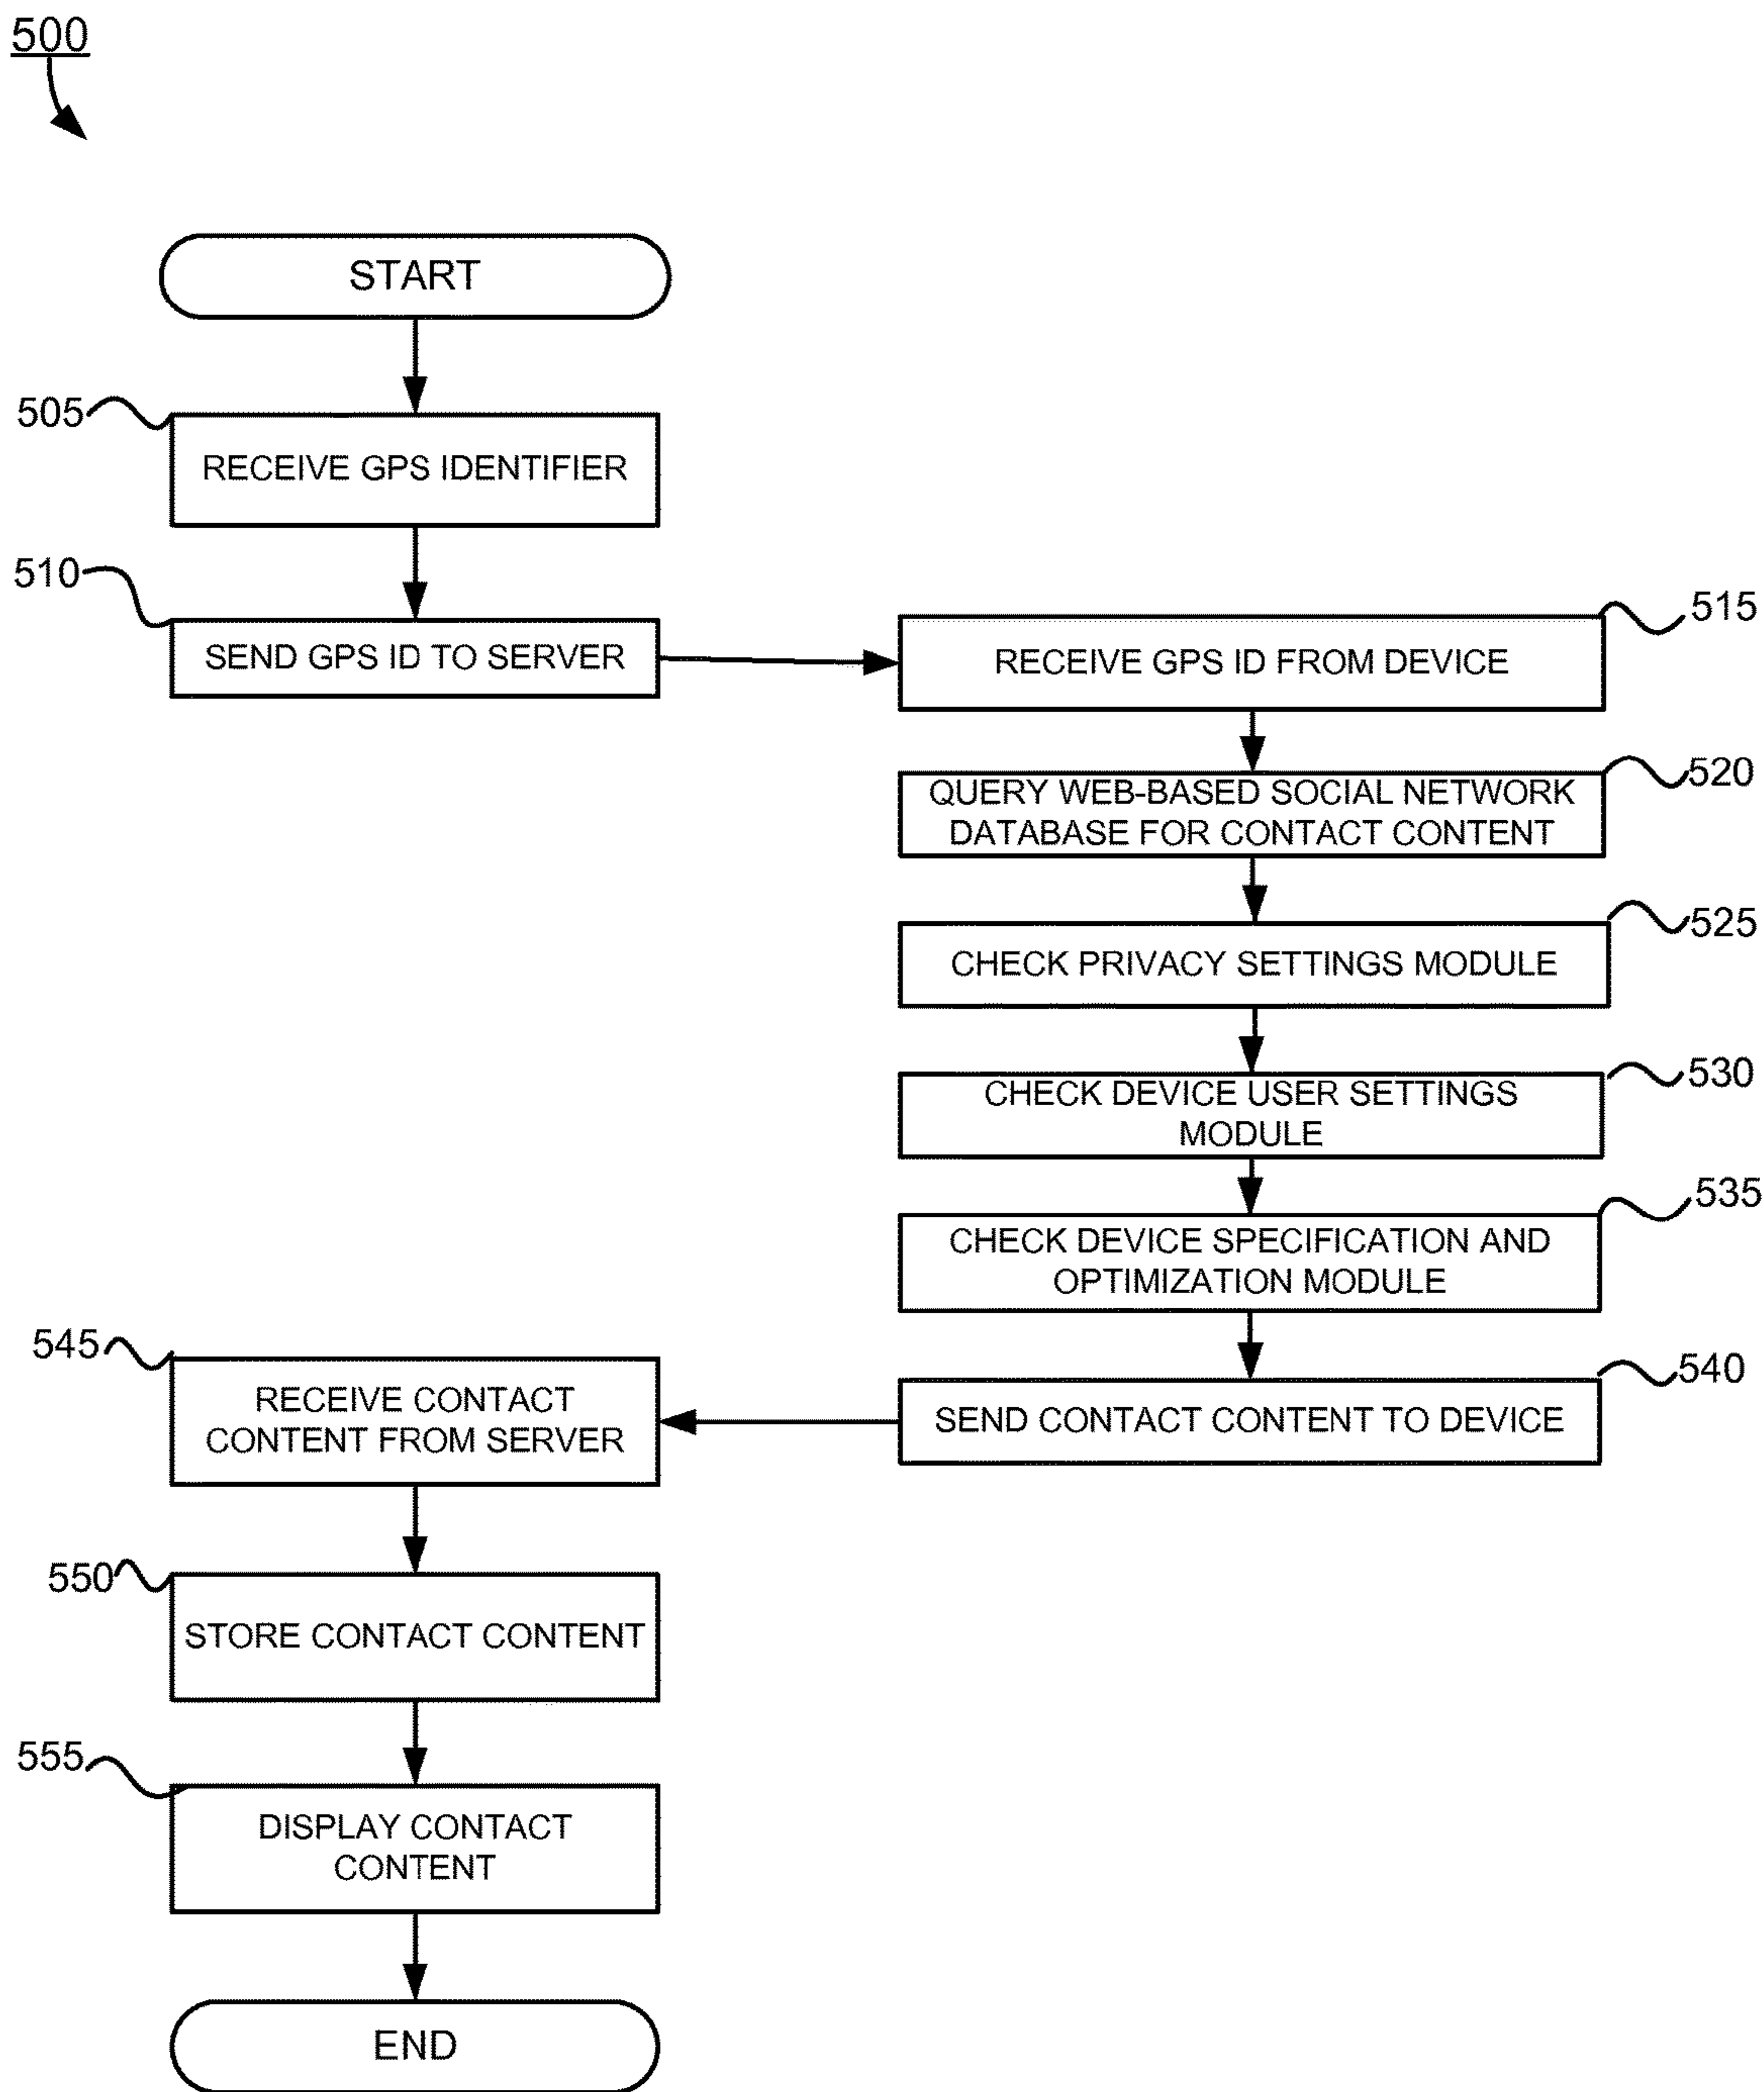 500
START
505
RECEIVE GPS IDENTIFIER
510
SEND GPS ID TO SERVER
515
RECEIVE GPS ID FROM DEVICE
520
QUERY WEB-BASED SOCIAL NETWORK
DATABASE FOR CONTACT CONTENT
525
CHECK PRIVACY SETTINGS MODULE
530
CHECK DEVICE USER SETTINGS
MODULE
535
CHECK DEVICE SPECIFICATION AND
OPTIMIZATION MODULE
540
SEND CONTACT CONTENT TO DEVICE
545
RECEIVE CONTACT
CONTENT FROM SERVER
550
STORE CONTACT CONTENT
555
DISPLAY CONTACT
CONTENT
END